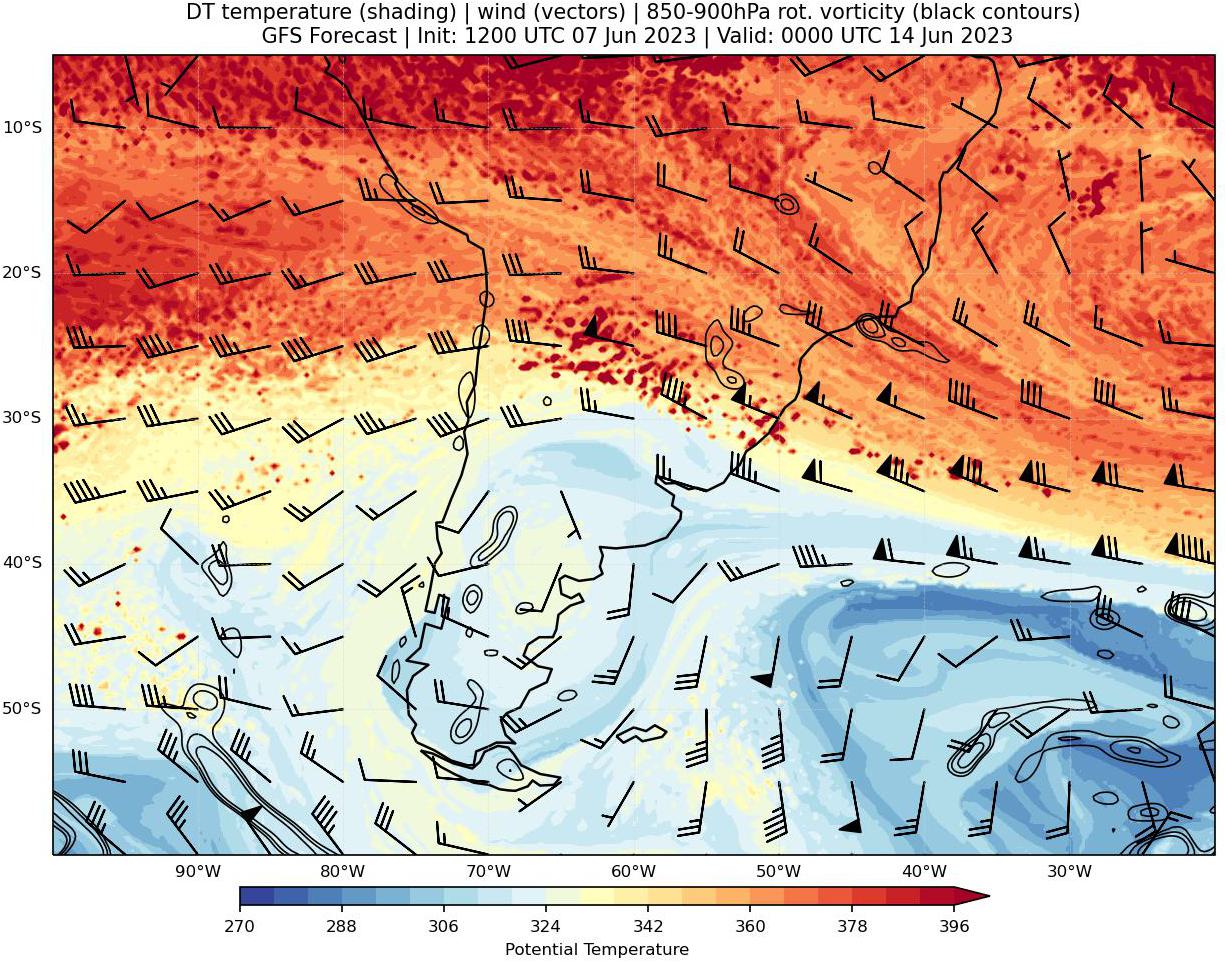 DT temperature (shading) | wind (vectors) | 850-900hPa rot. vorticity (black contours)
GFS Forecast | Init: 1200 UTC 07 Jun 2023 | Valid: 0000 UTC 14 Jun 2023
10°S
20°S
30°S
40°S
50°S
90°W 80°W 70°W 60°W 50°W 40°W 30°W
270 288 306 324 342 360 378 396
Potential Temperature